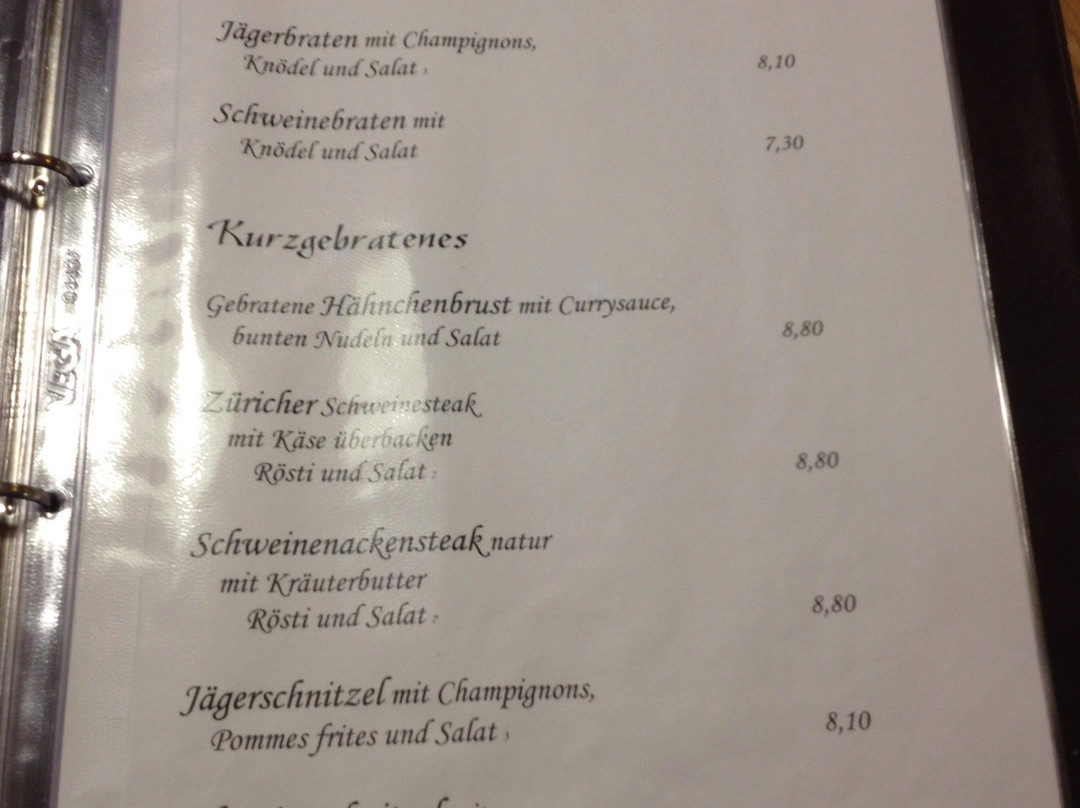 Jägerbraten mit Champignons,
Knödel und Salat 8,10
Schweinebraten mit
Knödel und Salat 7,30
Kurzgebratenes
Gebratene Hähnchenbrust mit Currysauce,
bunten Nudeln und Salat 8,80
Züricher Schweinesteak
mit Käse überbacken
Rösti und Salat 8,80
Schweinenackensteak natur
mit Kräuterbutter
Rösti und Salat 7 8,80
Jägerschnitzel mit Champignons,
Pommes frites und Salat 8,10